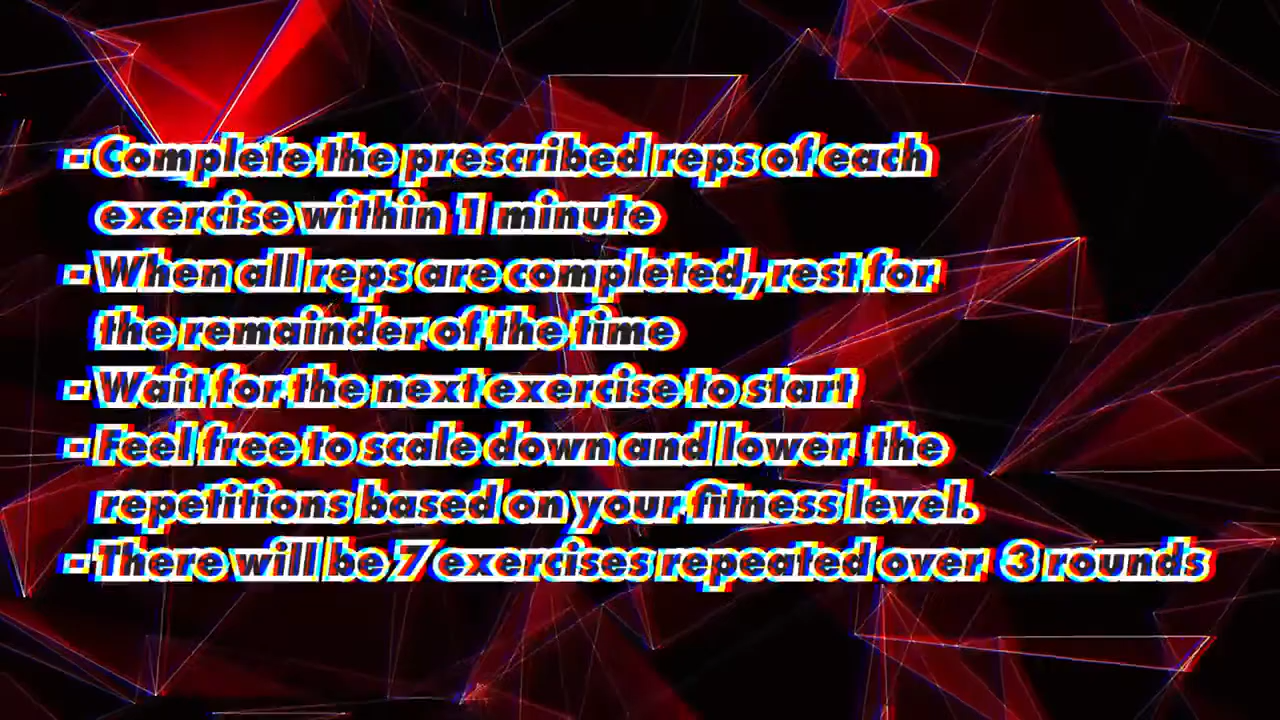 - Complete the prescribed reps of each
exercise within 1 minute
- When all reps are completed, rest for
the remainder of the time
- Wait for the next exercise to start
- Feel free to scale down and lower the
repetitions based on your fitness level.
- There will be 7 exercises repeated over 3 rounds